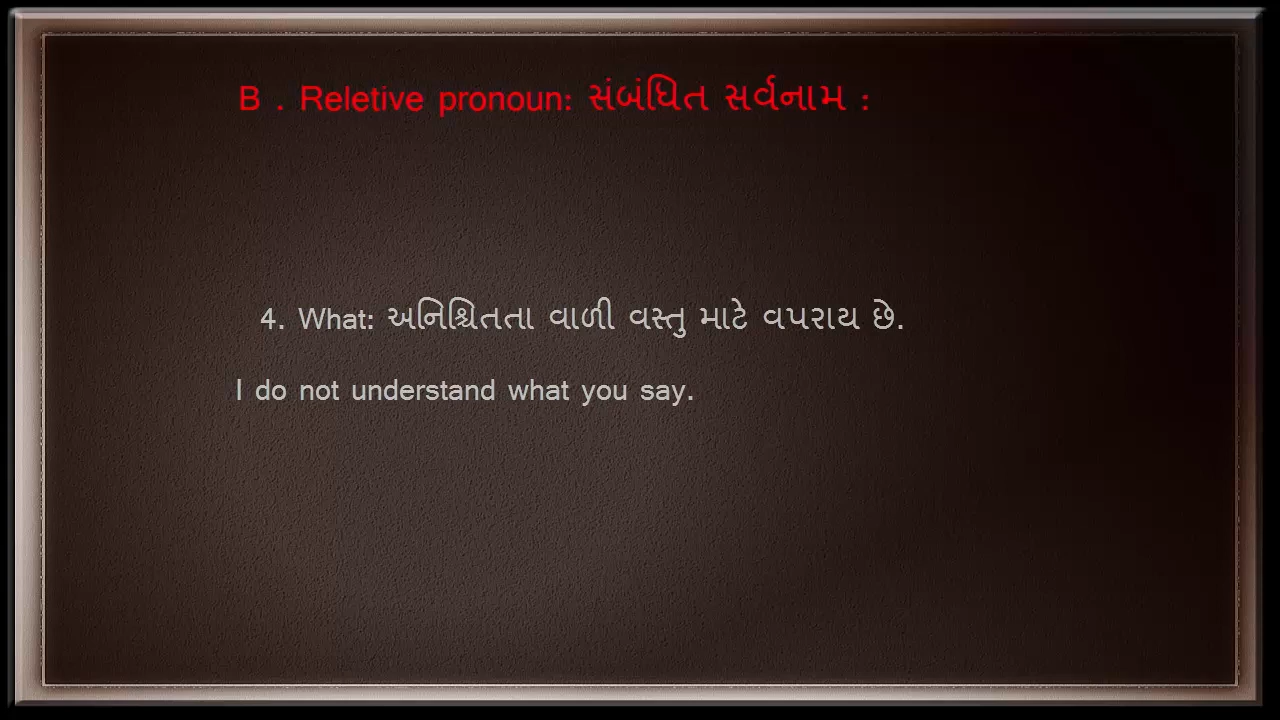 B . Reletive pronoun: સંબંધિત સર્વનામ :
4. What: અનિશ્ચિતતા વાળી વસ્તુ માટે વપરાય છે.
I do not understand what you say.